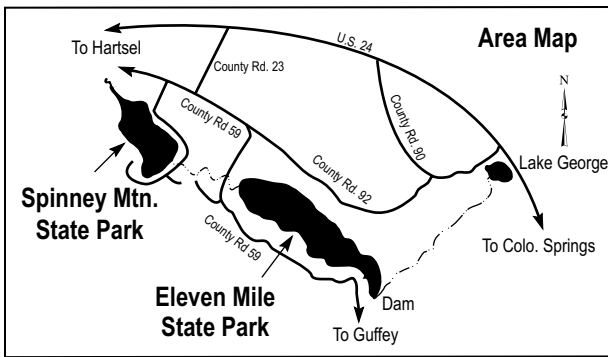 Area Map
U.S. 24
To Hartsel
County Rd. 23
N
County Rd 59
County Rd. 90
Lake George
County Rd. 92
Spinney Mtn.
State Park
County Rd 59
To Colo. Springs
Eleven Mile
State Park
Dam
To Guffey